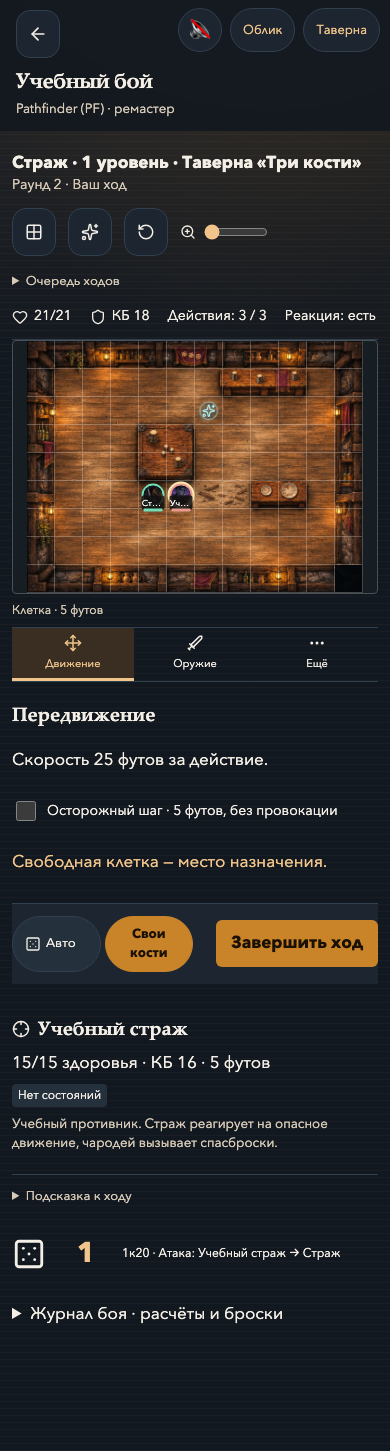 Облик
Таверна
Учебный бой
Pathfinder (PF) · ремастер
Страж · 1 уровень · Таверна «Три кости»
Раунд 2 · Ваш ход
Очередь ходов
21/21 КБ 18 Действия: 3 / 3 Реакция: есть
Ст... Уч...
Клетка · 5 футов
Движение Оружие Ещё
Передвижение
Скорость 25 футов за действие.
Осторожный шаг · 5 футов, без провокации
Свободная клетка — место назначения.
Авто
Свои
кости
Завершить ход
Учебный страж
15/15 здоровья · КБ 16 · 5 футов
Нет состояний
Учебный противник. Страж реагирует на опасное
движение, чародей вызывает спасброски.
Подсказка к ходу
1 1к20 · Атака: Учебный страж → Страж
Журнал боя · расчёты и броски